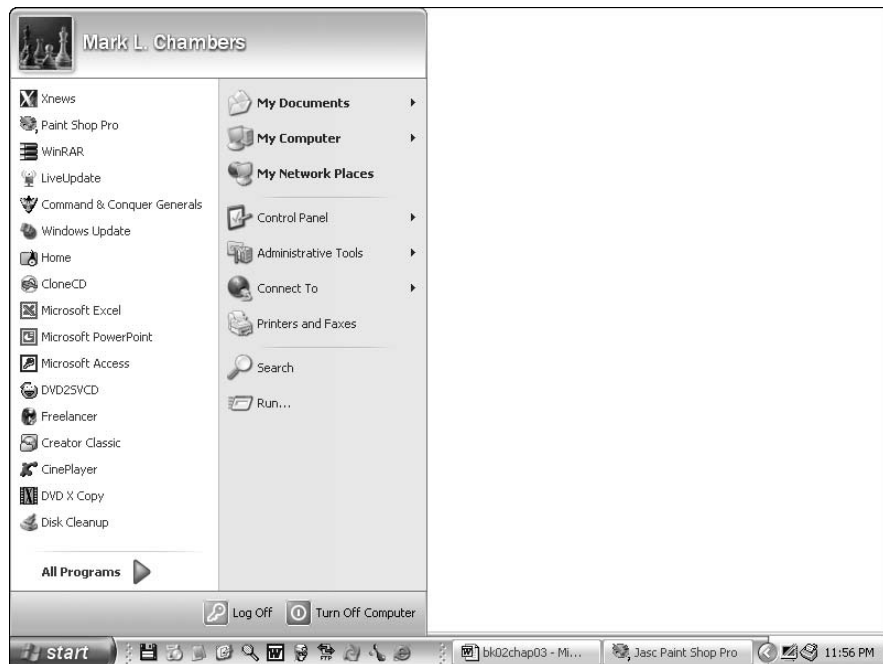 Mark L. Chambers
Xnews
Paint Shop Pro
WinRAR
LiveUpdate
Command & Conquer Generals
Windows Update
Home
CloneCD
Microsoft Excel
Microsoft PowerPoint
Microsoft Access
DVD2SVCD
Freelancer
Creator Classic
CinePlayer
DVD X Copy
Disk Cleanup
All Programs
My Documents
My Computer
My Network Places
Control Panel
Administrative Tools
Connect To
Printers and Faxes
Search
Run...
Log Off
Turn Off Computer
start
bk02chap03 - Mi...
Jasc Paint Shop Pro
11:56 PM